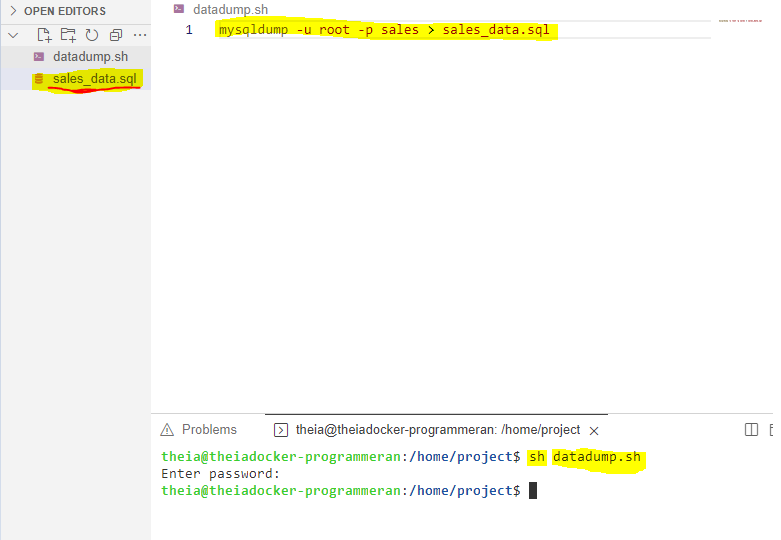 OPEN EDITORS
datadump.sh
sales_data.sql
datadump.sh
1 mysqldump -u root -p sales > sales_data.sql
Problems
theia@theiadocker-programmeran: /home/project
theia@theiadocker-programmeran:/home/project$ sh datadump.sh
Enter password:
theia@theiadocker-programmeran:/home/project$